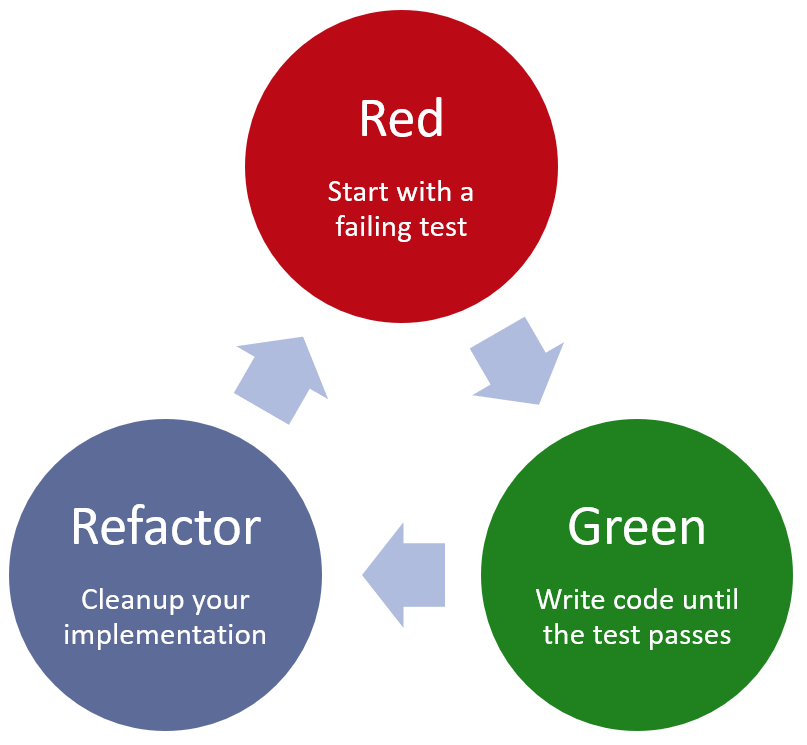 Red
Start with a
failing test
Green
Write code until
the test passes
Refactor
Cleanup your
implementation